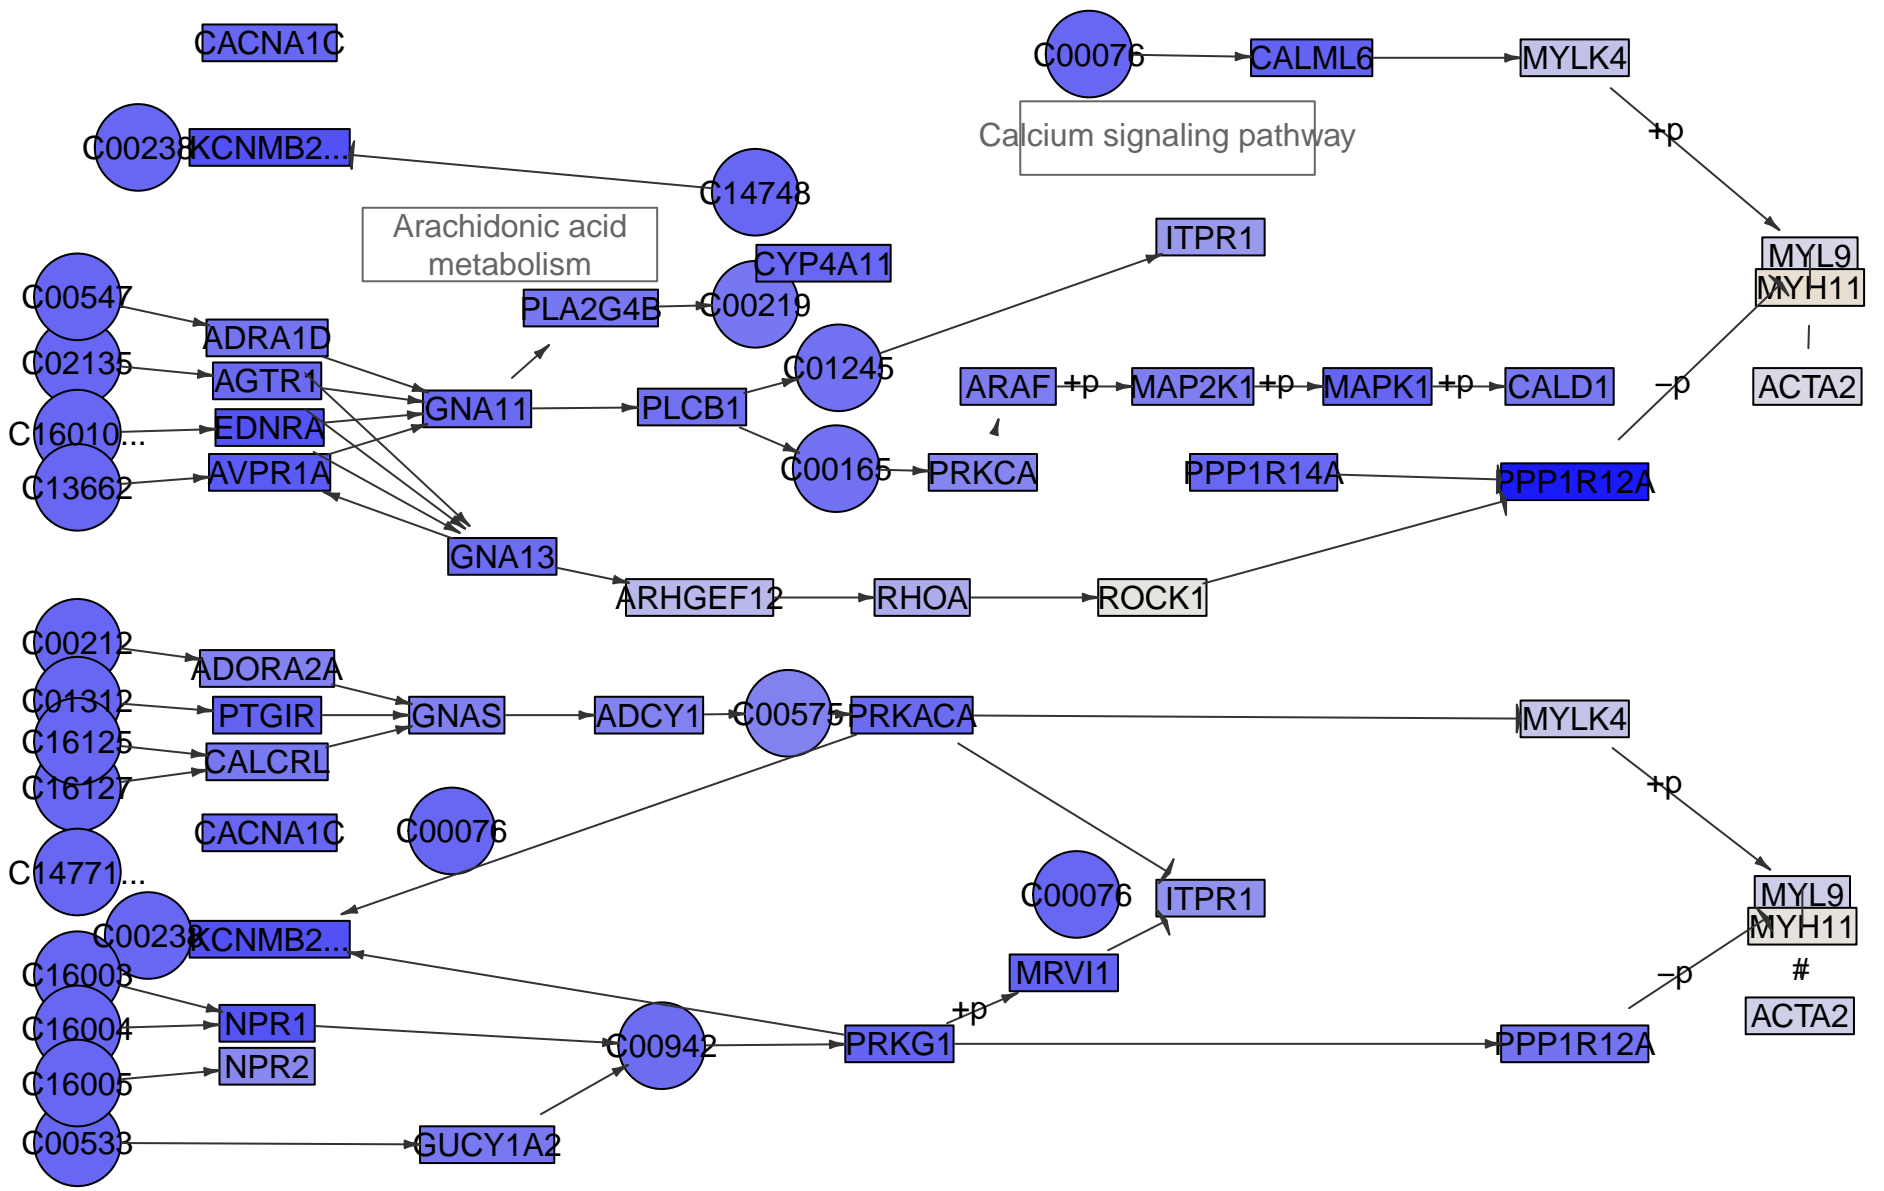 CACNA1C
C00076
CALML6
MYLK4
Calcium signaling pathway
+p
C00238
KCNMB2...
C14748
Arachidonic acid
metabolism
ITPR1
CYP4A11
MYL9
MYH11
C00547
PLA2G4B
C00219
ADRA1D
C02135
AGTR1
C01245
ARAF
+p
MAP2K1
+p
MAPK1
+p
CALD1
–p
ACTA2
GNA11
PLCB1
C16010...
EDNRA
C13662
AVPR1A
C00165
PRKCA
PPP1R14A
PPP1R12A
GNA13
ARHGEF12
RHOA
ROCK1
C00212
ADORA2A
C01312
PTGIR
GNAS
ADCY1
C00575
PRKACA
MYLK4
C16125
CALCRL
C16127
+p
CACNA1C
C00076
C14771...
C00076
ITPR1
MYL9
MYH11
C00238
KCNMB2...
C16003
MRVI1
–p
#
+p
ACTA2
C16004
NPR1
C00942
PRKG1
PPP1R12A
NPR2
C16005
C00533
GUCY1A2